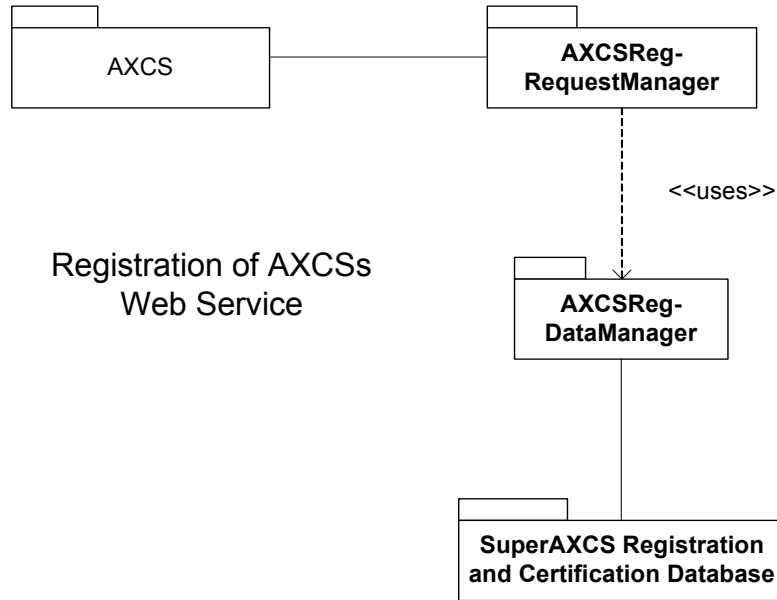 AXCS
AXCSReg-
RequestManager
<<uses>>
Registration of AXCSs
Web Service
AXCSReg-
DataManager
SuperAXCS Registration
and Certification Database